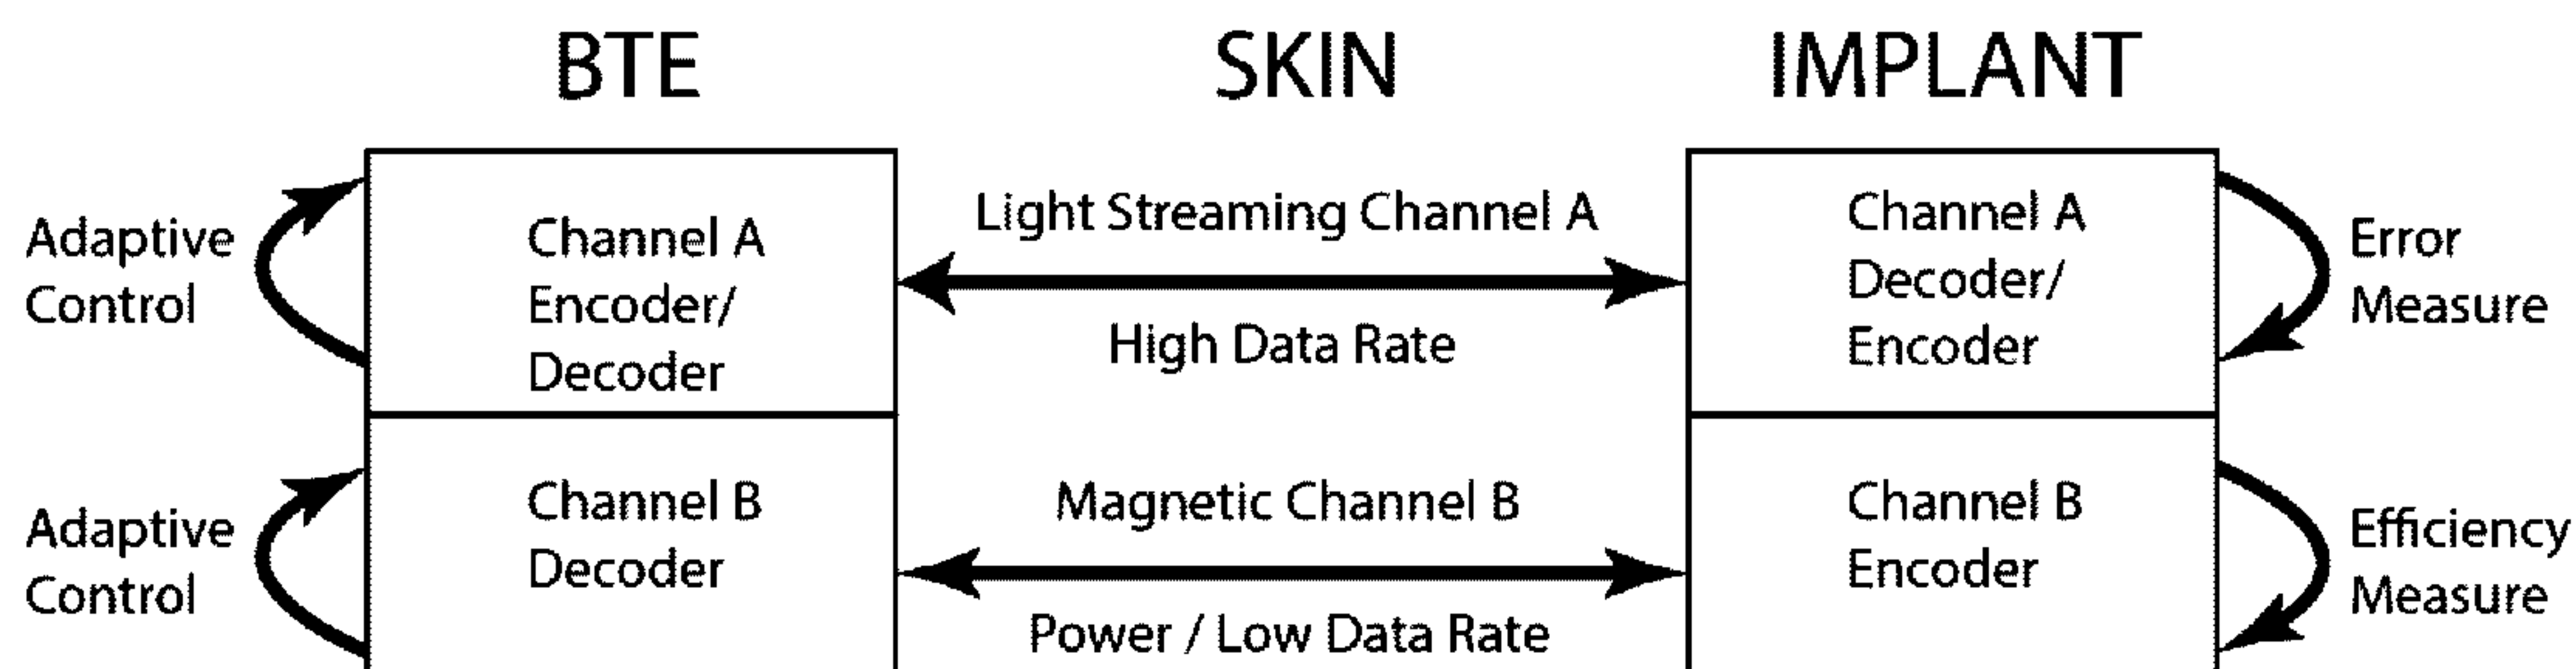 BTE
SKIN
IMPLANT
Adaptive
Control
Channel A
Encoder/
Decoder
Light Streaming Channel A
High Data Rate
Channel A
Decoder/
Encoder
Error
Measure
Adaptive
Control
Channel B
Decoder
Magnetic Channel B
Power / Low Data Rate
Channel B
Encoder
Efficiency
Measure